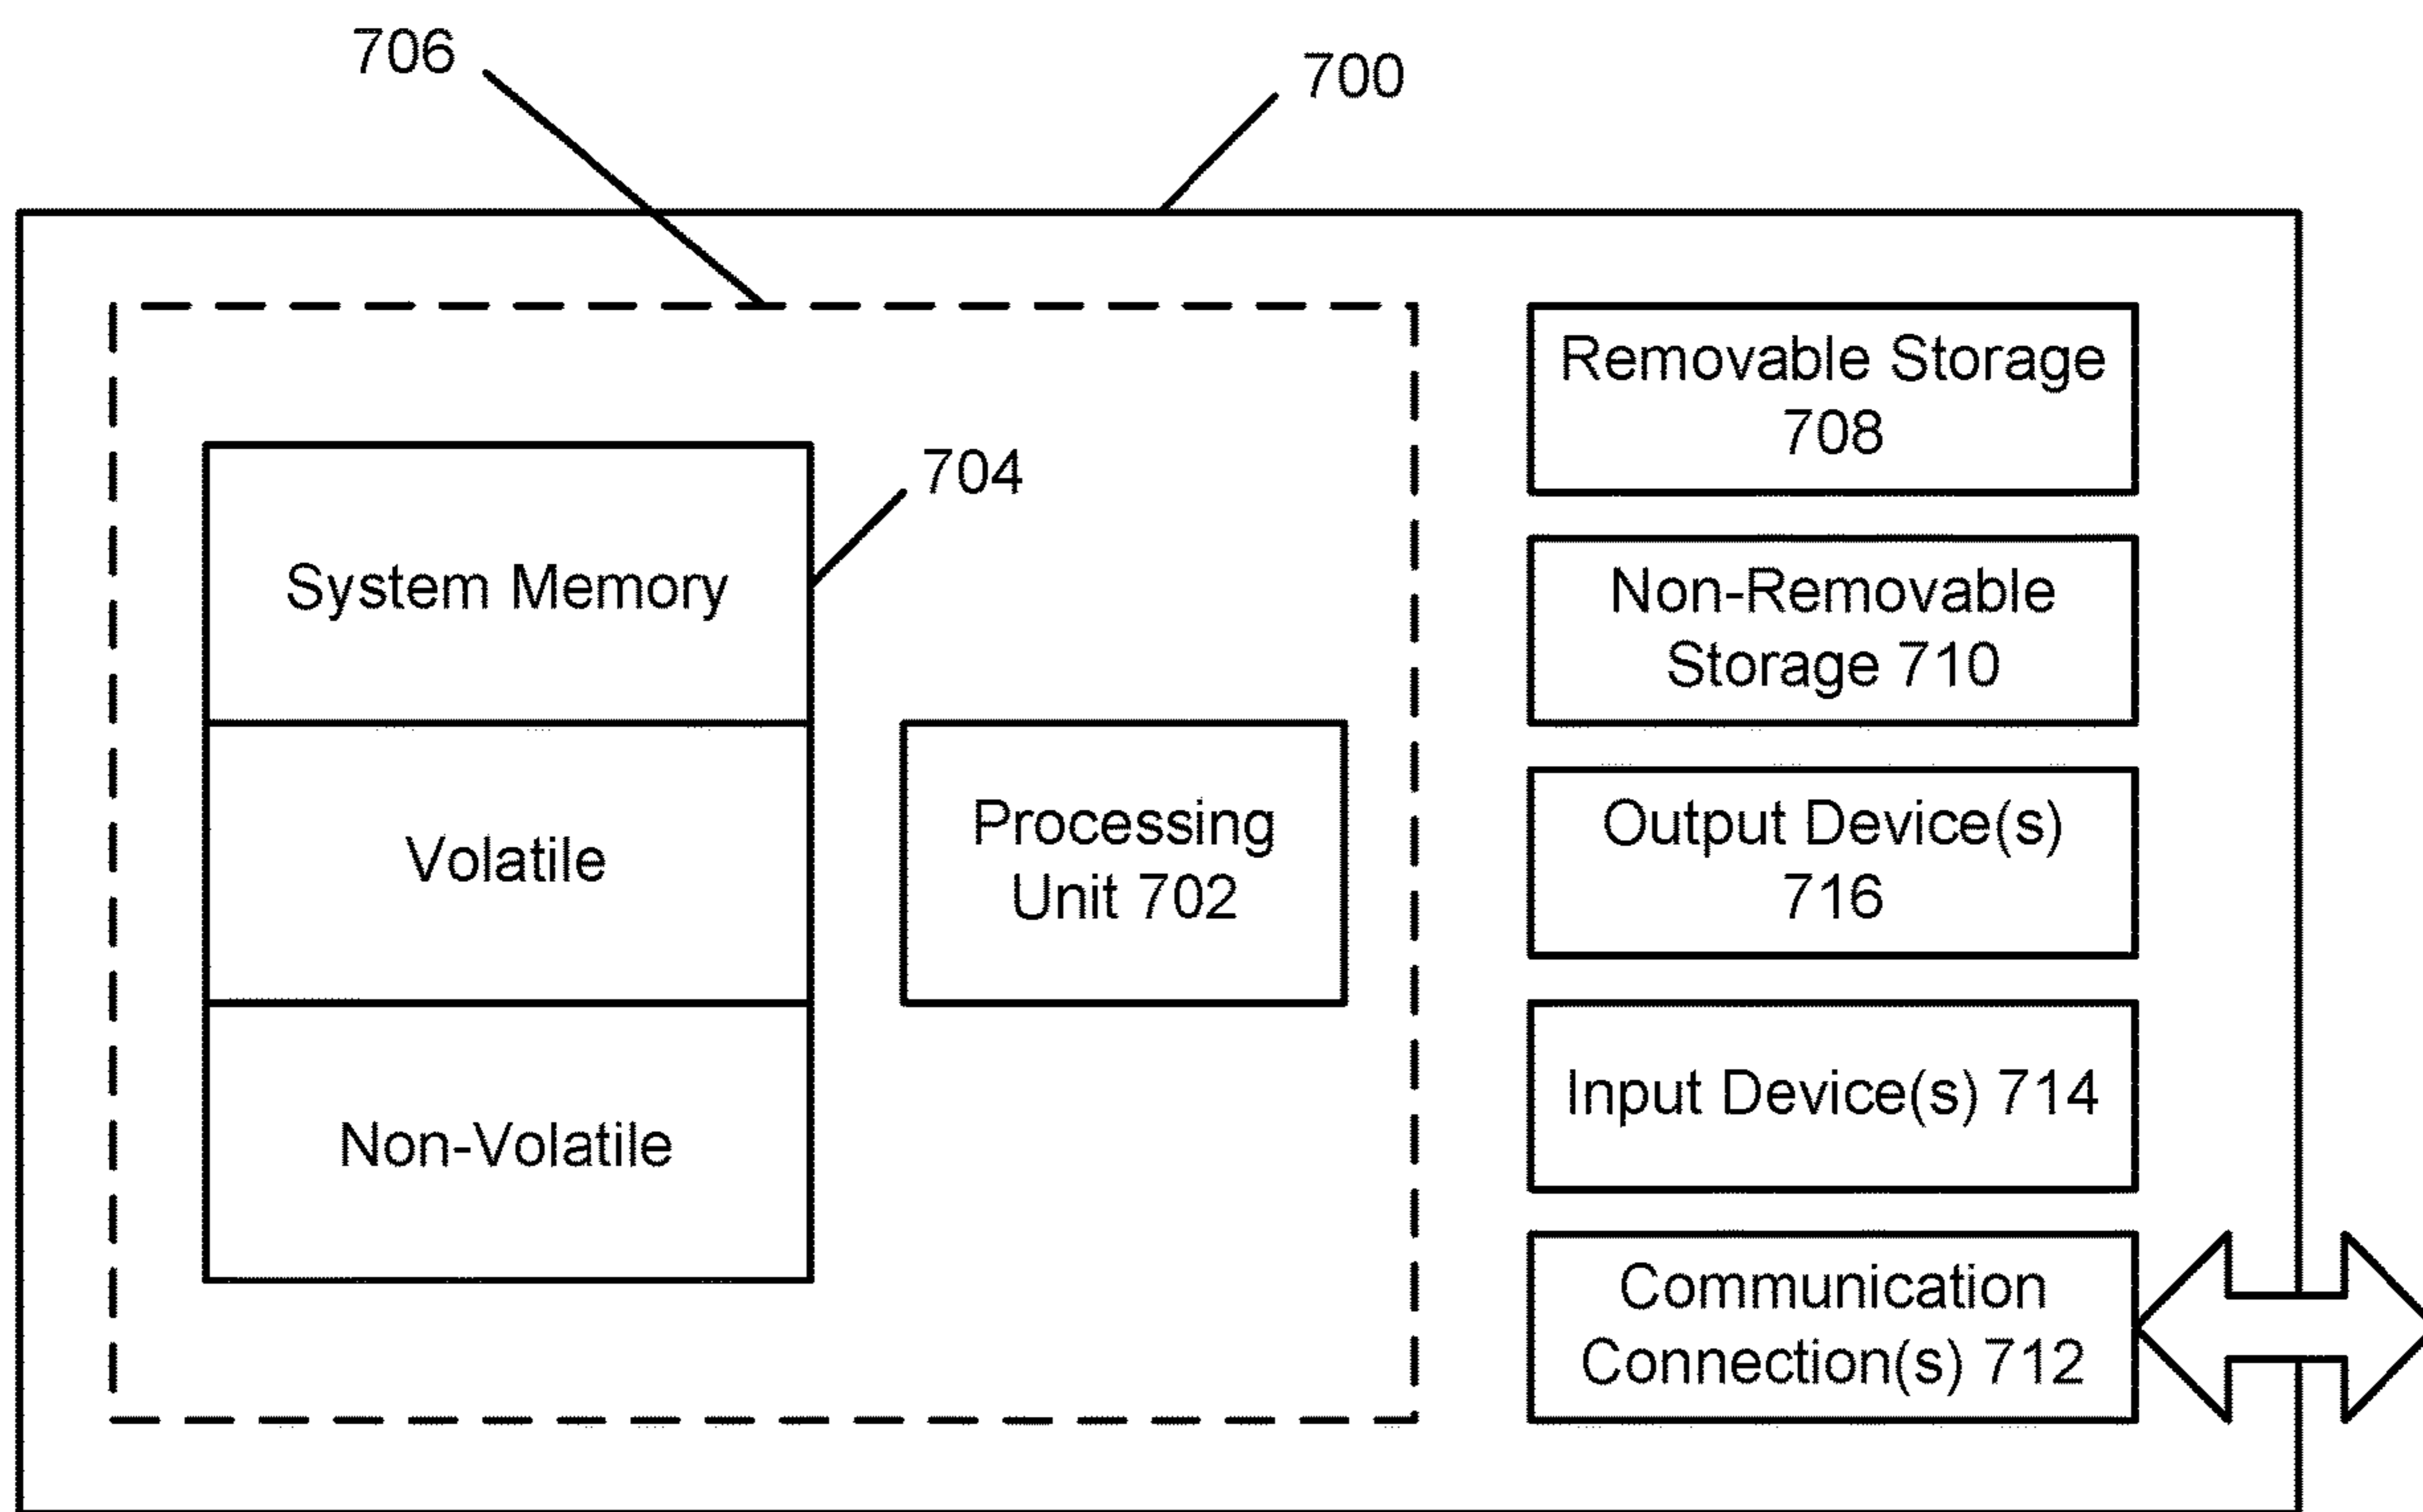 706
700
704
System Memory
Volatile
Non-Volatile
Processing
Unit 702
Removable Storage
708
Non-Removable
Storage 710
Output Device(s)
716
Input Device(s) 714
Communication
Connection(s) 712